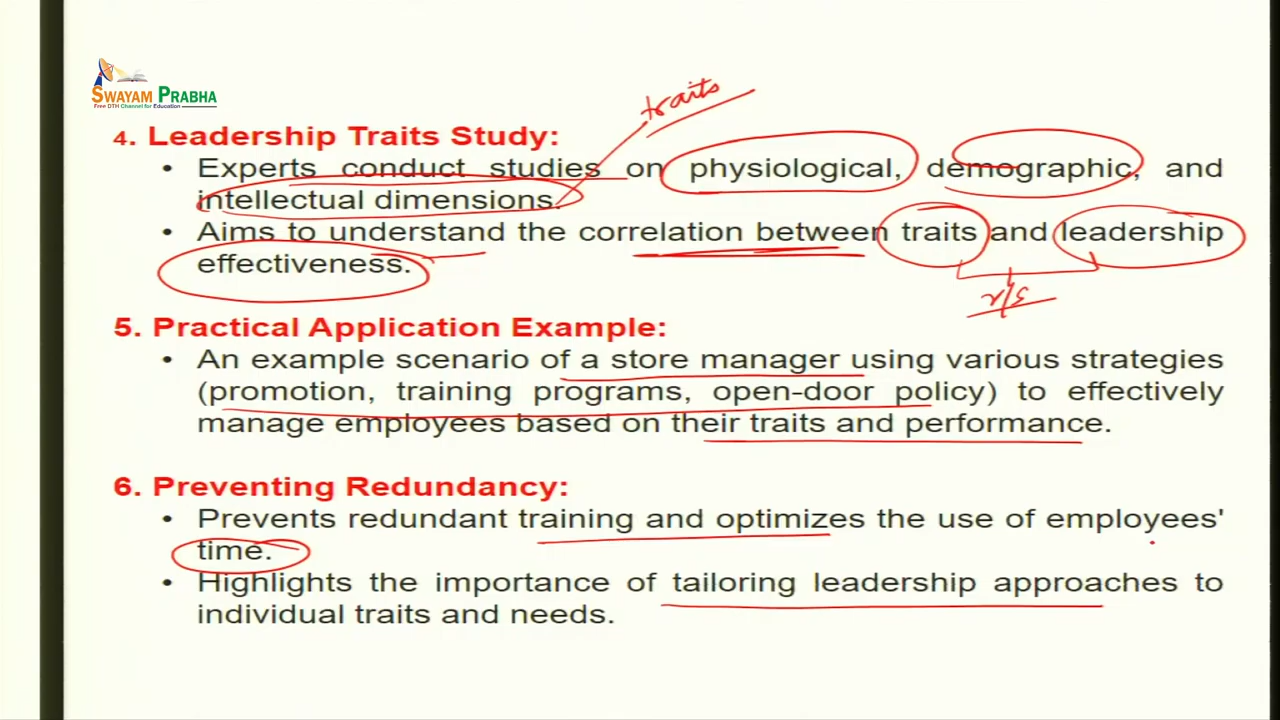 SWAYAM PRABHA
Free DTH Channel for Education
traits
4. Leadership Traits Study:
• Experts conduct studies on physiological, demographic, and
intellectual dimensions.
• Aims to understand the correlation between traits and leadership
effectiveness.
r/s
5. Practical Application Example:
• An example scenario of a store manager using various strategies
(promotion, training programs, open-door policy) to effectively
manage employees based on their traits and performance.
6. Preventing Redundancy:
• Prevents redundant training and optimizes the use of employees'
time.
• Highlights the importance of tailoring leadership approaches to
individual traits and needs.